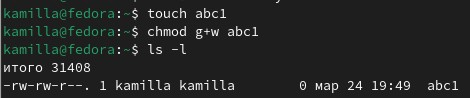 kamilla@fedora:~$ touch abc1
kamilla@fedora:~$ chmod g+w abc1
kamilla@fedora:~$ ls -l
итого 31408
-rw-rw-r--. 1 kamilla kamilla        0 мар 24 19:49  abc1